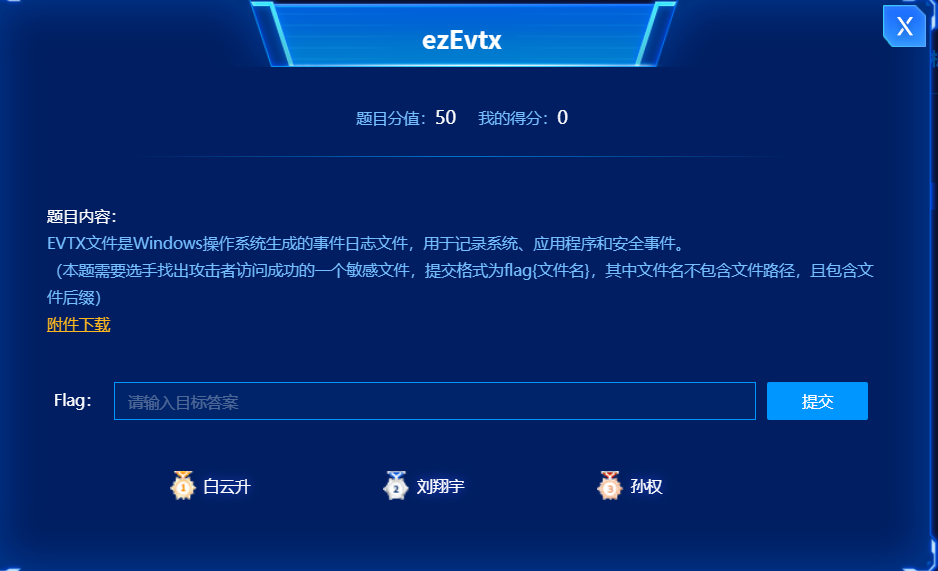 ezEvtx
X
题目分值：50 我的得分：0
题目内容：
EVTX文件是Windows操作系统生成的事件日志文件，用于记录系统、应用程序和安全事件。
（本题需要选手找出攻击者访问成功的一个敏感文件，提交格式为flag{文件名}，其中文件名不包含文件路径，且包含文
件后缀）
附件下载
Flag： 请输入目标答案 提交
1 白云升 2 刘翔宇 3 孙权